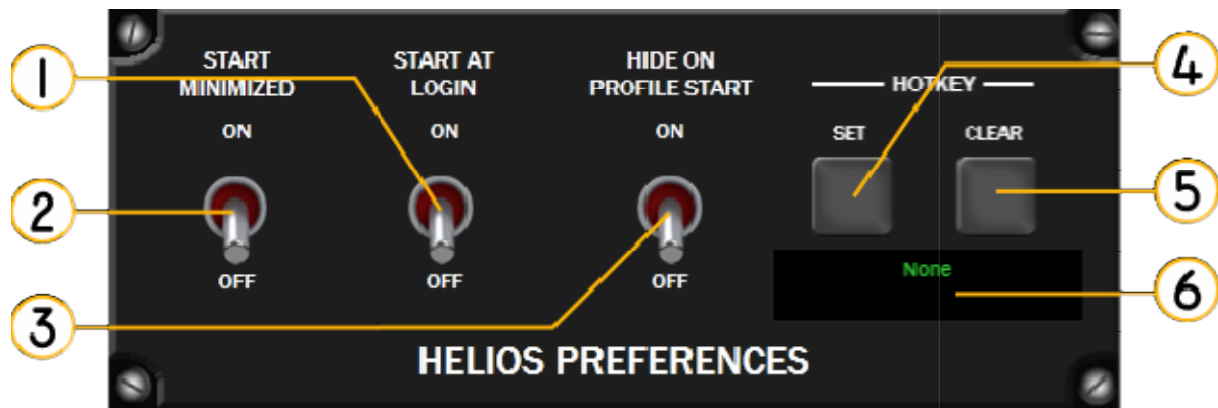 START
MINIMIZED
START AT
LOGIN
HIDE ON
PROFILE START
HOTKEY
ON
ON
ON
SET
CLEAR
OFF
OFF
OFF
None
HELIOS PREFERENCES
1
2
3
4
5
6